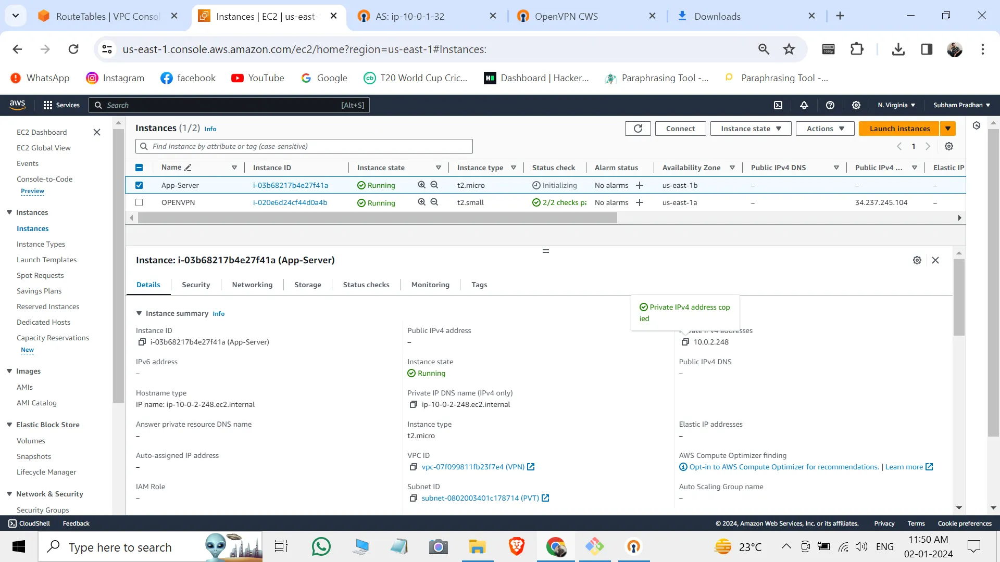 RouteTables | VPC Consol
Instances | EC2 | us-east-
AS: ip-10-0-1-32
OpenVPN CWS
Downloads
us-east-1.console.aws.amazon.com/ec2/home?region=us-east-1#Instances:
WhatsApp
Instagram
facebook
YouTube
Google
T20 World Cup Cric...
Dashboard | Hacker...
Paraphrasing Tool -...
Paraphrasing Tool -...
aws
Services
Search
[Alt+S]
N. Virginia
Subham Pradhan
EC2 Dashboard
EC2 Global View
Events
Console-to-Code
Preview
Instances
Instances
Instance Types
Launch Templates
Spot Requests
Savings Plans
Reserved Instances
Dedicated Hosts
Capacity Reservations
New
Images
AMIs
AMI Catalog
Elastic Block Store
Volumes
Snapshots
Lifecycle Manager
Network & Security
Security Groups
Instances (1/2) Info
Connect
Instance state
Actions
Launch instances
Find Instance by attribute or tag (case-sensitive)
1
Name Instance ID Instance state Instance type Status check Alarm status Availability Zone Public IPv4 DNS Public IPv4 ... Elastic IP
App-Server i-03b68217b4e27f41a Running t2.micro Initializing No alarms + us-east-1b – – –
OPENVPN i-020e6d24cf44d0a4b Running t2.small 2/2 checks pa No alarms + us-east-1a – 34.237.245.104 –
Instance: i-03b68217b4e27f41a (App-Server)
Details Security Networking Storage Status checks Monitoring Tags
Private IPv4 address cop
ied
Instance summary Info
Instance ID
i-03b68217b4e27f41a (App-Server)
Public IPv4 address
–
Private IPv4 addresses
10.0.2.248
IPv6 address
–
Instance state
Running
Public IPv4 DNS
–
Hostname type
IP name: ip-10-0-2-248.ec2.internal
Private IP DNS name (IPv4 only)
ip-10-0-2-248.ec2.internal
Answer private resource DNS name
–
Instance type
t2.micro
Elastic IP addresses
–
Auto-assigned IP address
–
VPC ID
vpc-07f099811fb23f7e4 (VPN)
AWS Compute Optimizer finding
Opt-in to AWS Compute Optimizer for recommendations. | Learn more
IAM Role
–
Subnet ID
subnet-0802003401c178714 (PVT)
Auto Scaling Group name
–
CloudShell
Feedback
© 2024, Amazon Web Services, Inc. or its affiliates.
Privacy
Terms
Cookie preferences
Type here to search
23°C
ENG
11:50 AM
02-01-2024